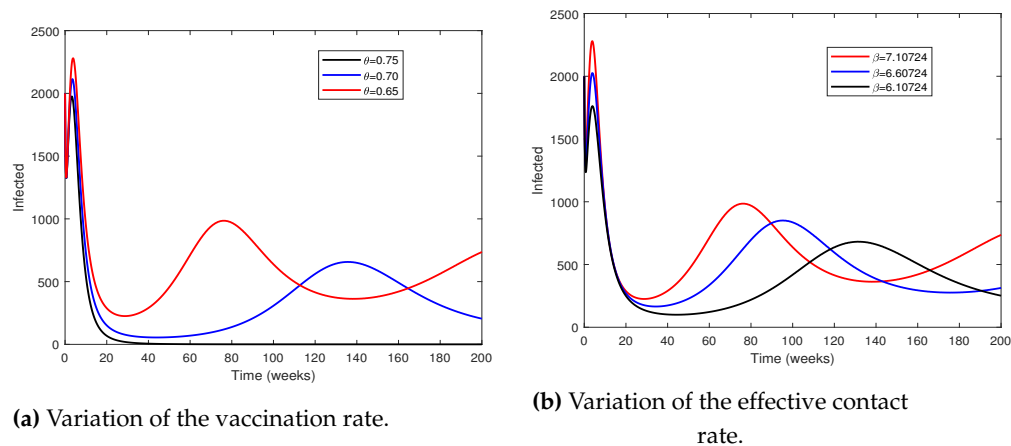 2500
2000
1500
1000
500
0
Infected
θ=0.75
θ=0.70
θ=0.65
0 20 40 60 80 100 120 140 160 180 200
Time (weeks)
(a) Variation of the vaccination rate.
2500
2000
1500
1000
500
0
Infected
β=7.10724
β=6.60724
β=6.10724
0 20 40 60 80 100 120 140 160 180 200
Time (weeks)
(b) Variation of the effective contact
rate.